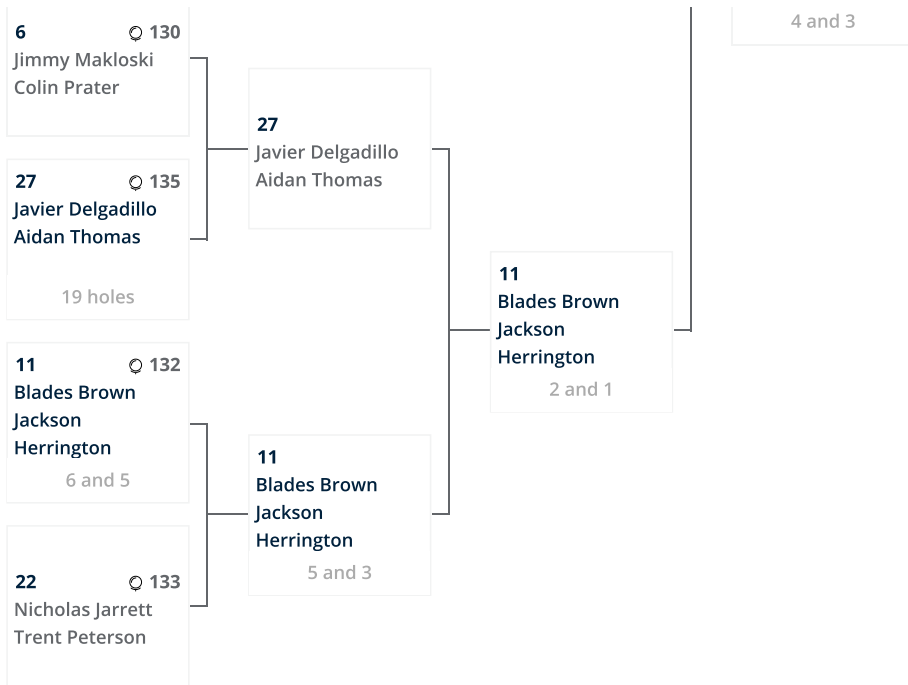 6 130
Jimmy Makloski
Colin Prater
27 135
Javier Delgadillo
Aidan Thomas
19 holes
11 132
Blades Brown
Jackson
Herrington
6 and 5
22 133
Nicholas Jarrett
Trent Peterson
27
Javier Delgadillo
Aidan Thomas
11
Blades Brown
Jackson
Herrington
5 and 3
11
Blades Brown
Jackson
Herrington
2 and 1
4 and 3